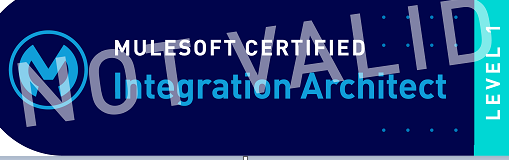 MULESOFT CERTIFIED
Integration Architect
LEVEL 1
NOT VALID